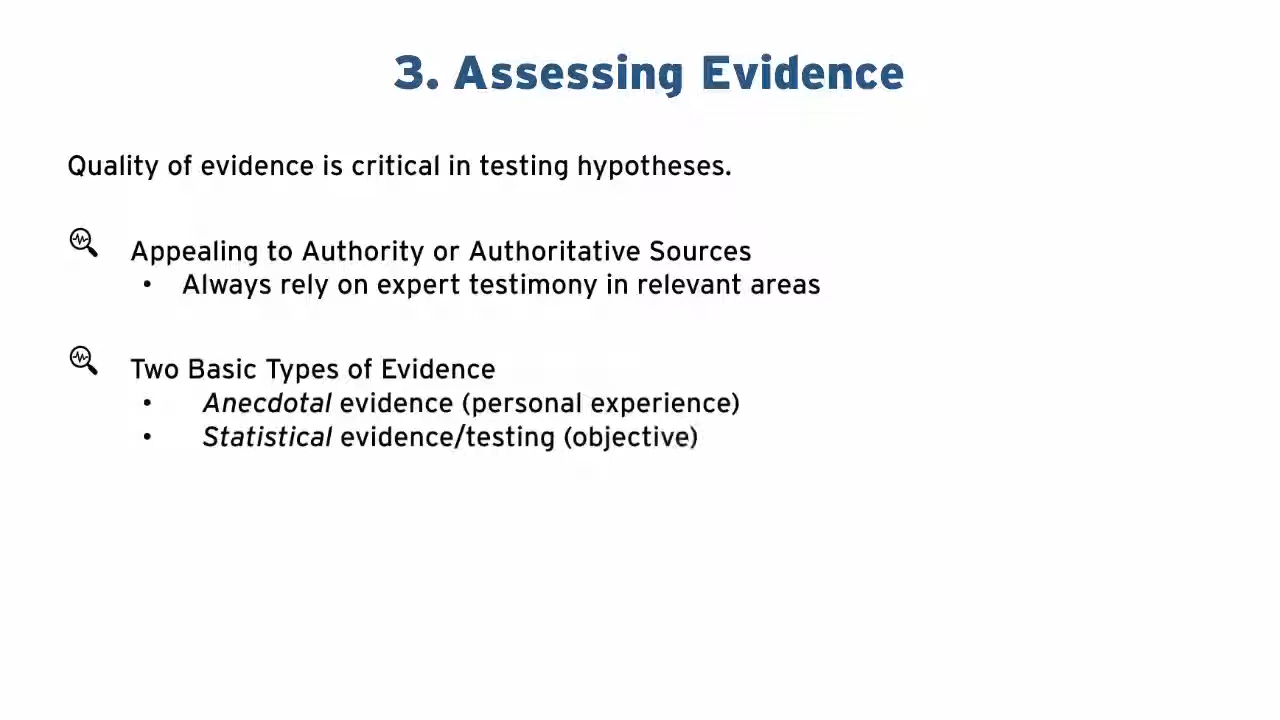 3. Assessing Evidence
Quality of evidence is critical in testing hypotheses.
Appealing to Authority or Authoritative Sources
• Always rely on expert testimony in relevant areas
Two Basic Types of Evidence
• Anecdotal evidence (personal experience)
• Statistical evidence/testing (objective)